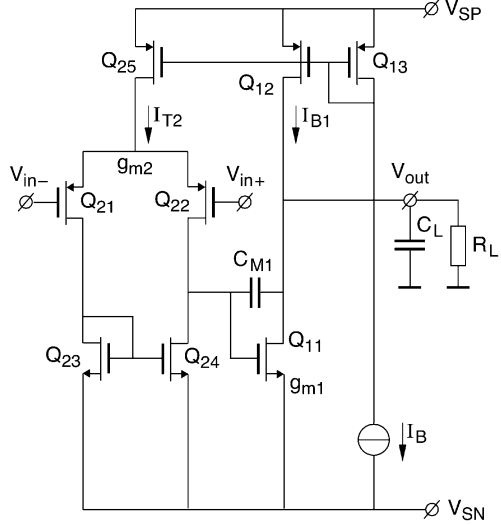 V_SP
Q_25
Q_12
Q_13
I_T2
I_B1
g_m2
V_in-
Q_21
Q_22
V_in+
V_out
C_L
R_L
C_M1
Q_23
Q_24
Q_11
g_m1
I_B
V_SN